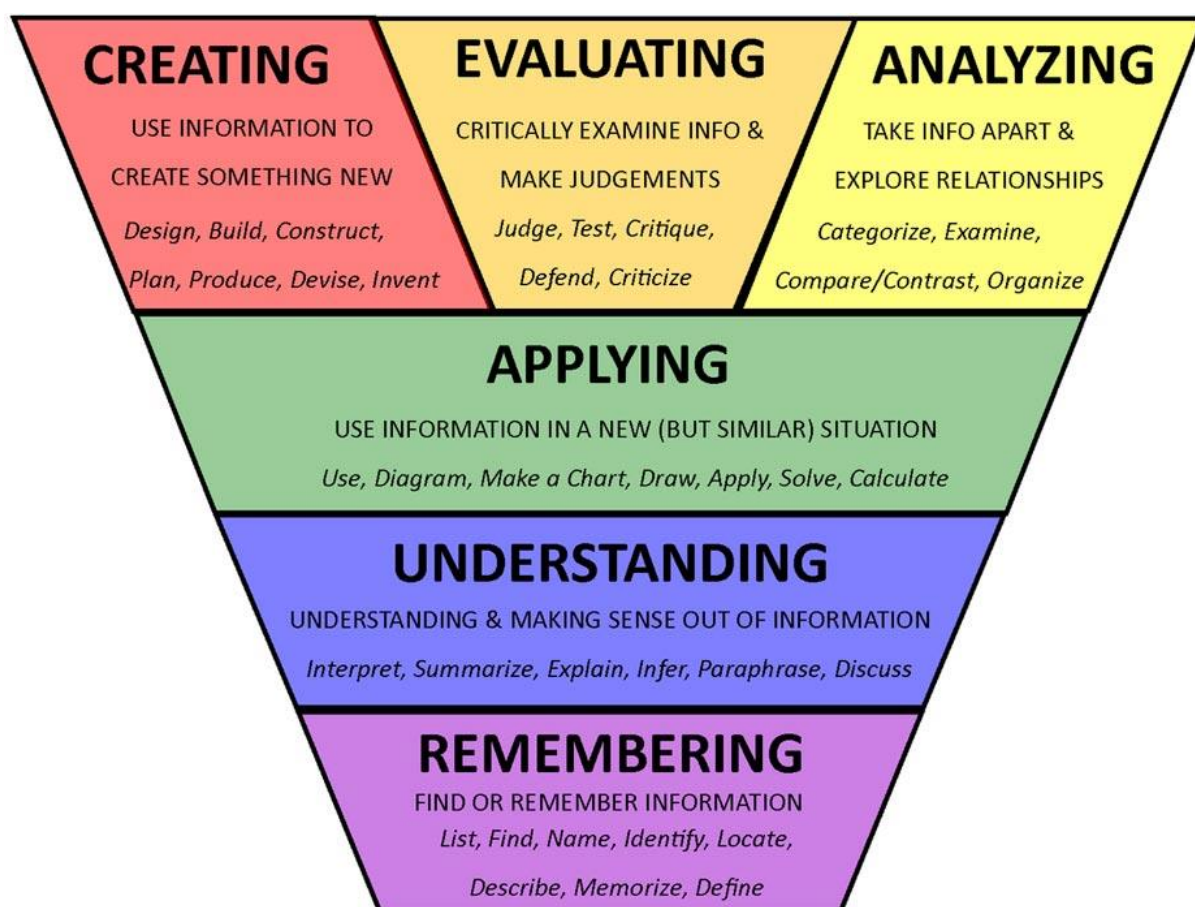 CREATING
USE INFORMATION TO
CREATE SOMETHING NEW
Design, Build, Construct,
Plan, Produce, Devise, Invent
EVALUATING
CRITICALLY EXAMINE INFO &
MAKE JUDGEMENTS
Judge, Test, Critique,
Defend, Criticize
ANALYZING
TAKE INFO APART &
EXPLORE RELATIONSHIPS
Categorize, Examine,
Compare/Contrast, Organize
APPLYING
USE INFORMATION IN A NEW (BUT SIMILAR) SITUATION
Use, Diagram, Make a Chart, Draw, Apply, Solve, Calculate
UNDERSTANDING
UNDERSTANDING & MAKING SENSE OUT OF INFORMATION
Interpret, Summarize, Explain, Infer, Paraphrase, Discuss
REMEMBERING
FIND OR REMEMBER INFORMATION
List, Find, Name, Identify, Locate,
Describe, Memorize, Define